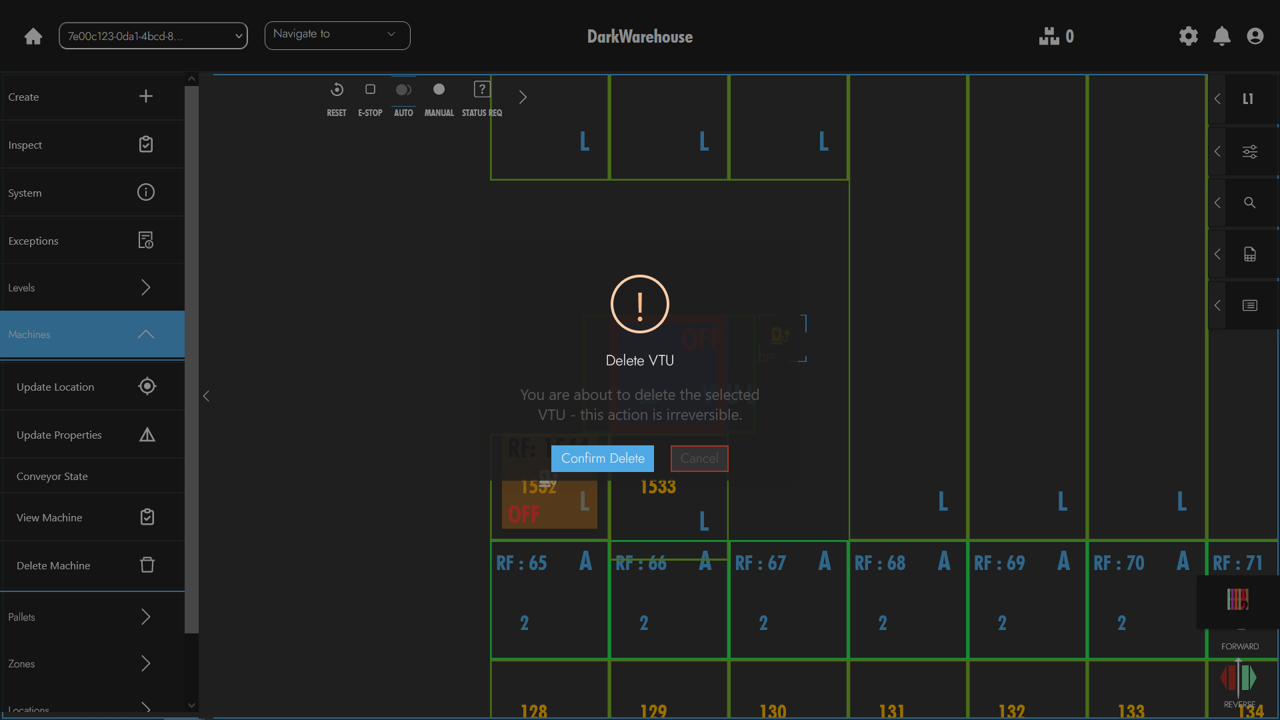 7e00c123-0da1-4bcd-8...
Navigate to
DarkWarehouse
0
Create
Inspect
System
Exceptions
Levels
Machines
Update Location
Update Properties
Conveyor State
View Machine
Delete Machine
Pallets
Zones
Locations
RESET
E-STOP
AUTO
MANUAL
STATUS REQ
L1
L
L
L
OFF
Delete VTU
You are about to delete the selected
VTU - this action is irreversible.
Confirm Delete
Cancel
1532
1533
L
OFF
L
L
L
L
RF : 65 A
RF : 66 A
RF : 67 A
RF : 68 A
RF : 69 A
RF : 70 A
RF : 71
2
2
2
2
2
2
FORWARD
REVERSE
128
129
130
131
132
133
134